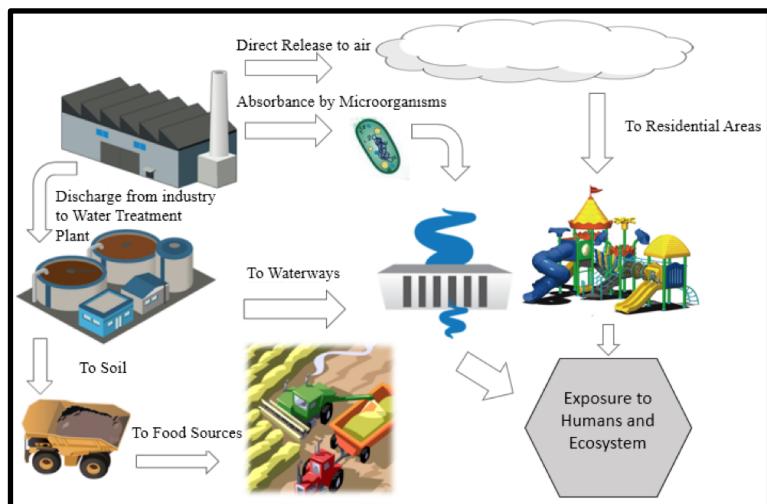 Direct Release to air
Absorbance by Microorganisms
To Residential Areas
Discharge from industry
to Water Treatment
Plant
To Waterways
To Soil
To Food Sources
Exposure to
Humans and
Ecosystem